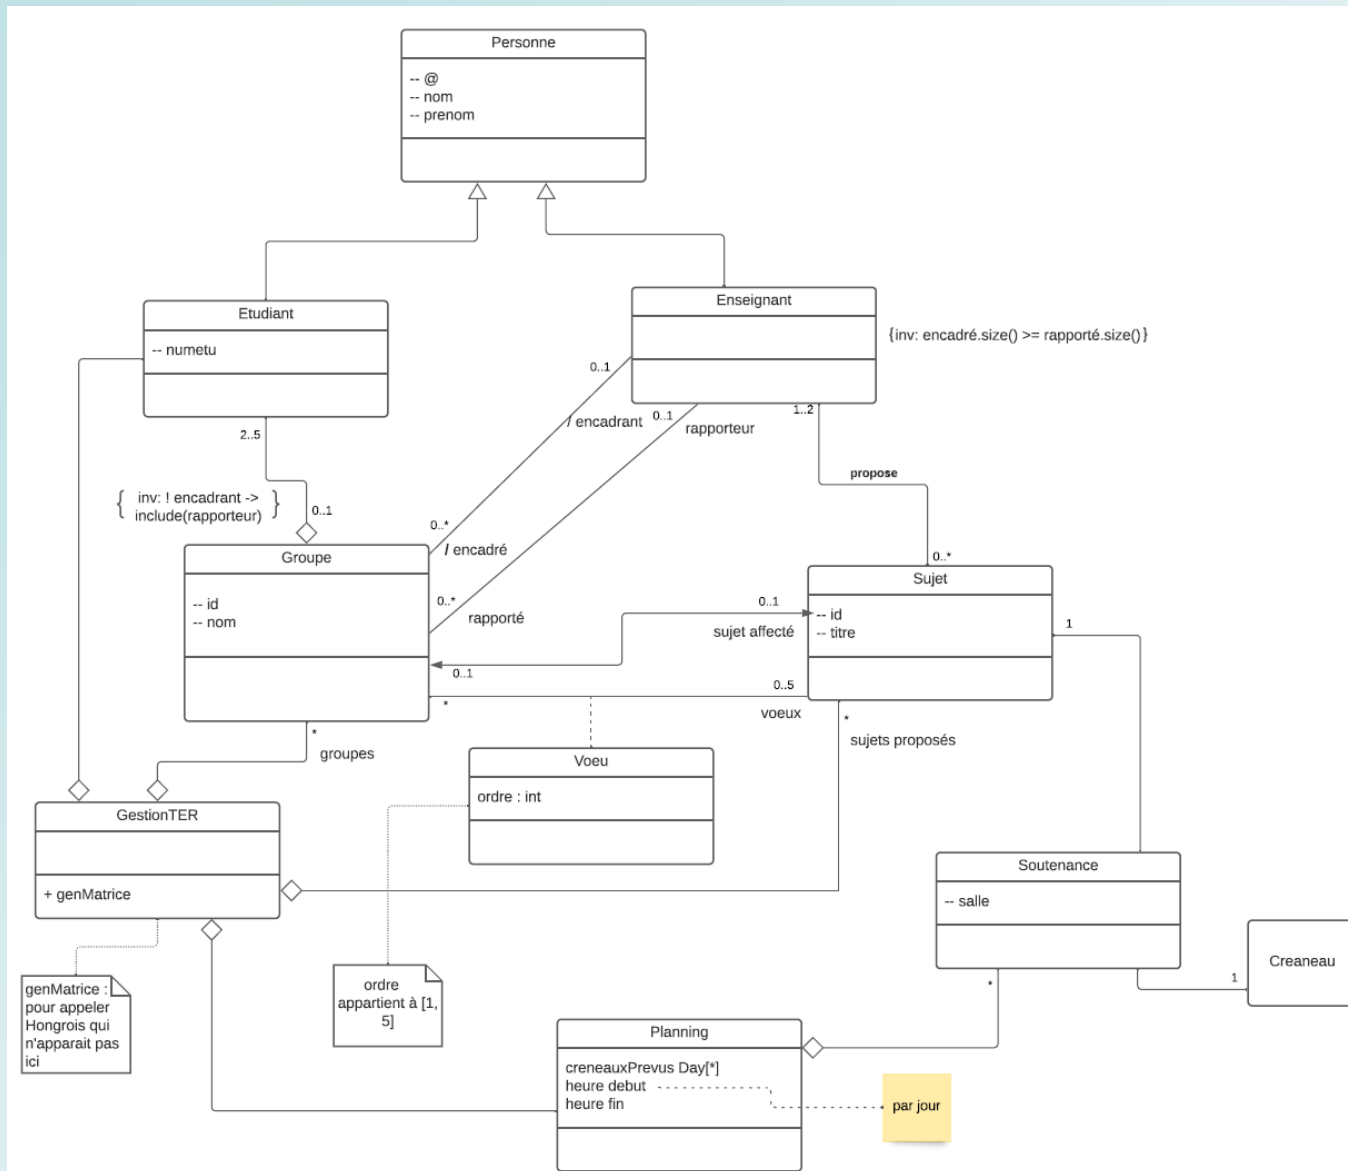 Personne
-- @
-- nom
-- prenom
Etudiant
-- numetu
Enseignant
{inv: encadré.size() >= rapporté.size()}
0..1
/ encadrant
0..1
rapporteur
1..2
propose
0..*
2..5
{ inv: ! encadrant ->
include(rapporteur) }
0..1
0..*
/ encadré
0..*
rapporté
Groupe
-- id
-- nom
Sujet
-- id
-- titre
0..1
sujet affecté
0..1
*
0..5
voeux
1
*
sujets proposés
*
groupes
Voeu
ordre : int
GestionTER
+ genMatrice
Soutenance
-- salle
Creaneau
1
*
genMatrice :
pour appeler
Hongrois qui
n'apparait pas
ici
ordre
appartient à [1,
5]
Planning
creneauxPrevus Day[*]
heure debut
heure fin
par jour